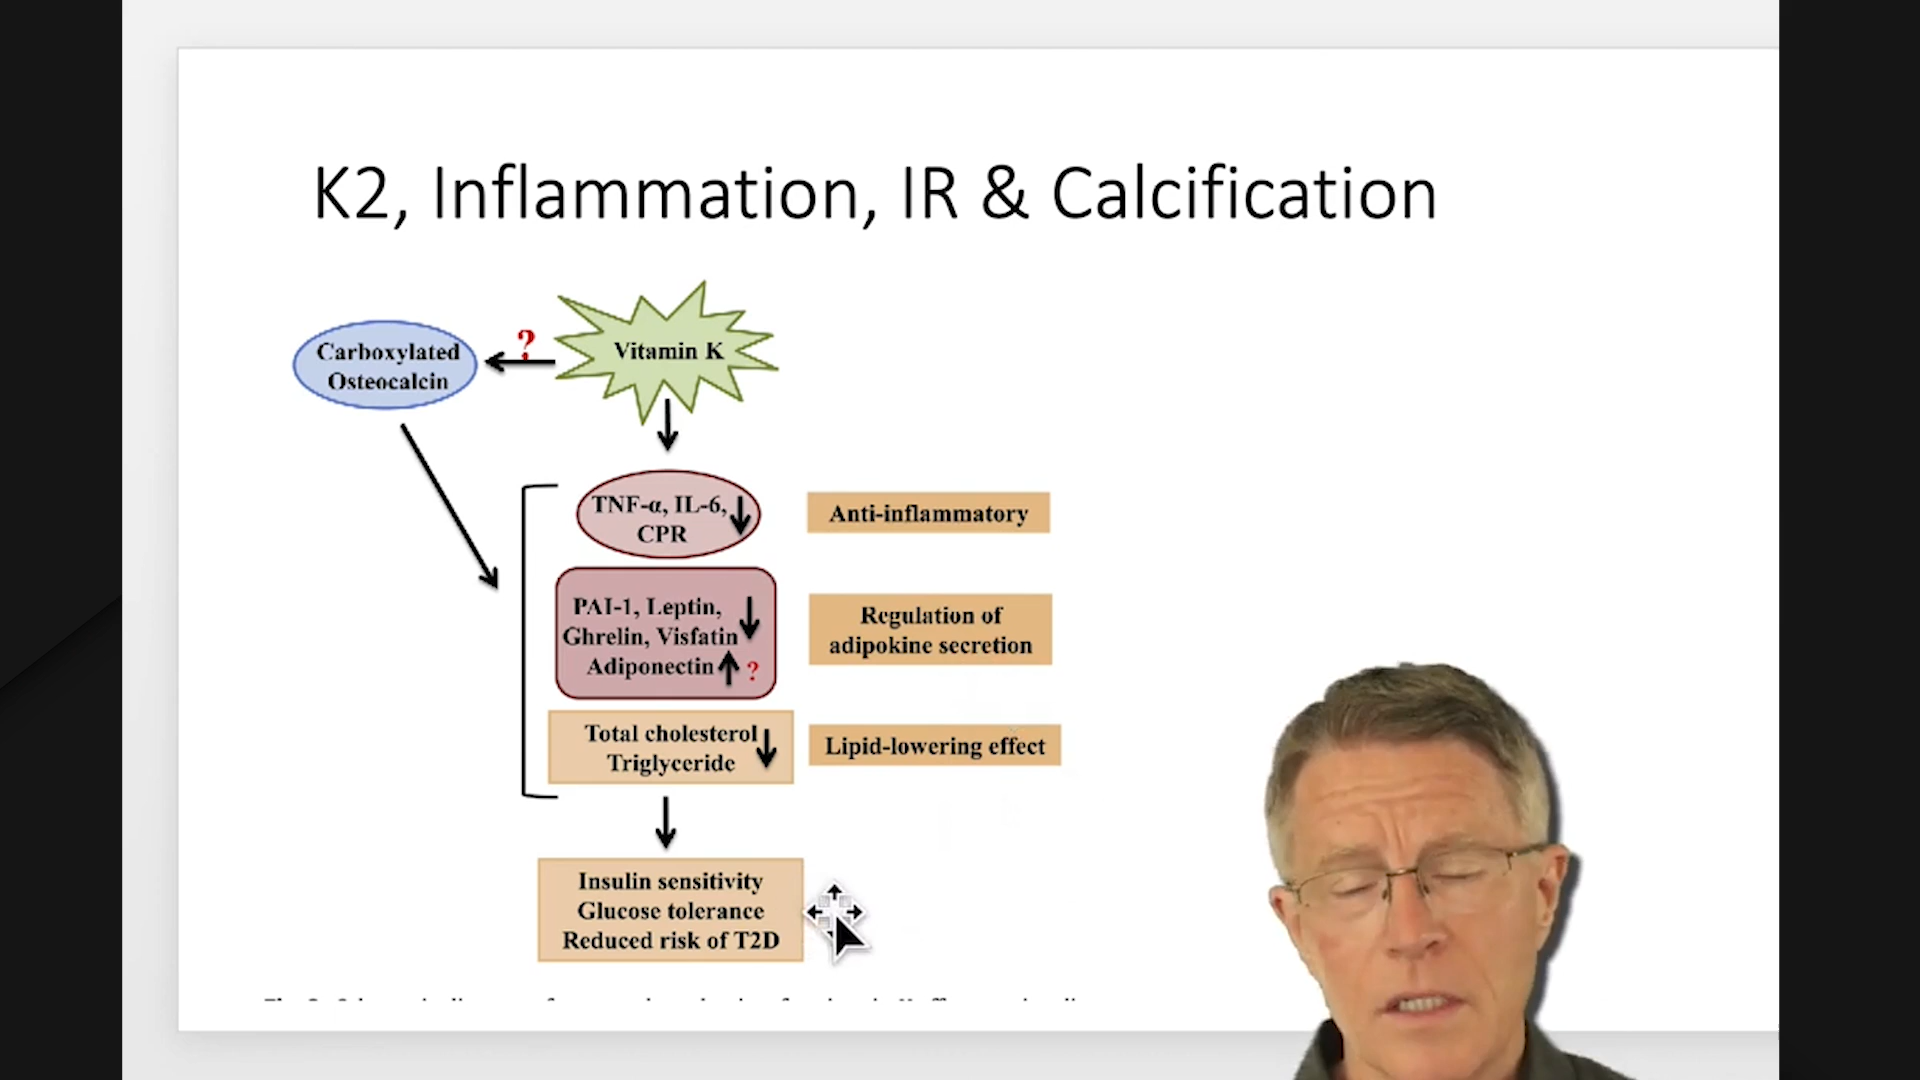 K2, Inflammation, IR & Calcification
Carboxylated
Osteocalcin
?
Vitamin K
TNF-α, IL-6,
CPR
Anti-inflammatory
PAI-1, Leptin,
Ghrelin, Visfatin
Adiponectin ?
Regulation of
adipokine secretion
Total cholesterol
Triglyceride
Lipid-lowering effect
Insulin sensitivity
Glucose tolerance
Reduced risk of T2D